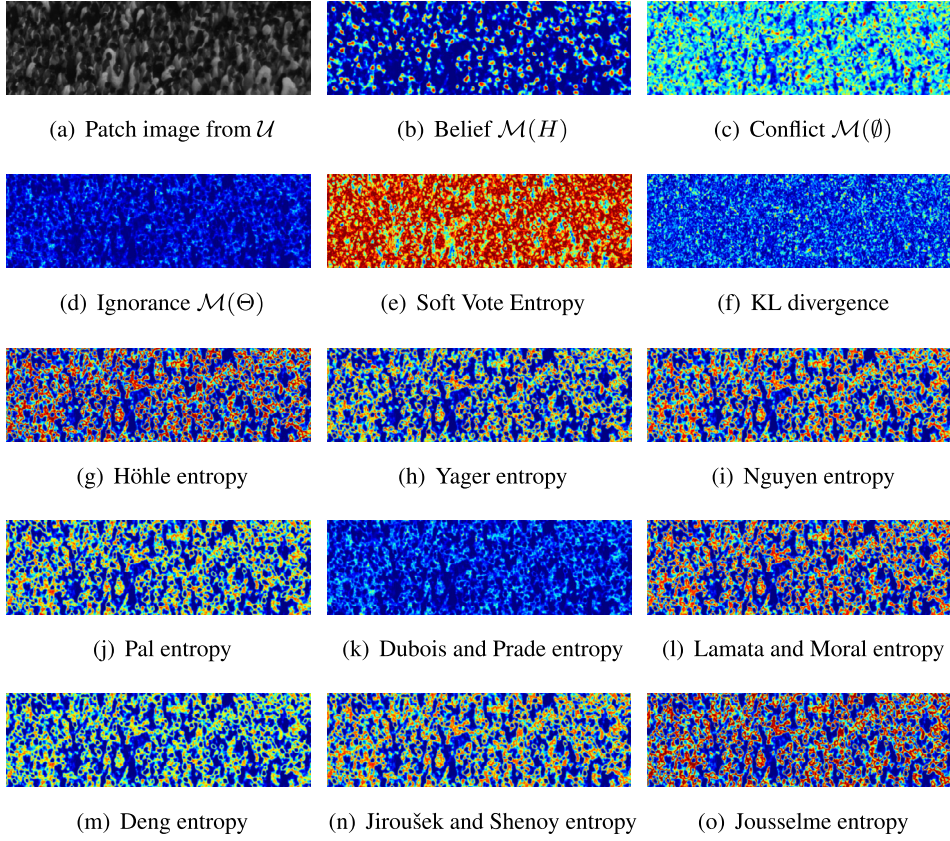 (a) Patch image from 𝒰
(b) Belief ℳ(H)
(c) Conflict ℳ(∅)
(d) Ignorance ℳ(Θ)
(e) Soft Vote Entropy
(f) KL divergence
(g) Höhle entropy
(h) Yager entropy
(i) Nguyen entropy
(j) Pal entropy
(k) Dubois and Prade entropy
(l) Lamata and Moral entropy
(m) Deng entropy
(n) Jiroušek and Shenoy entropy
(o) Jousselme entropy